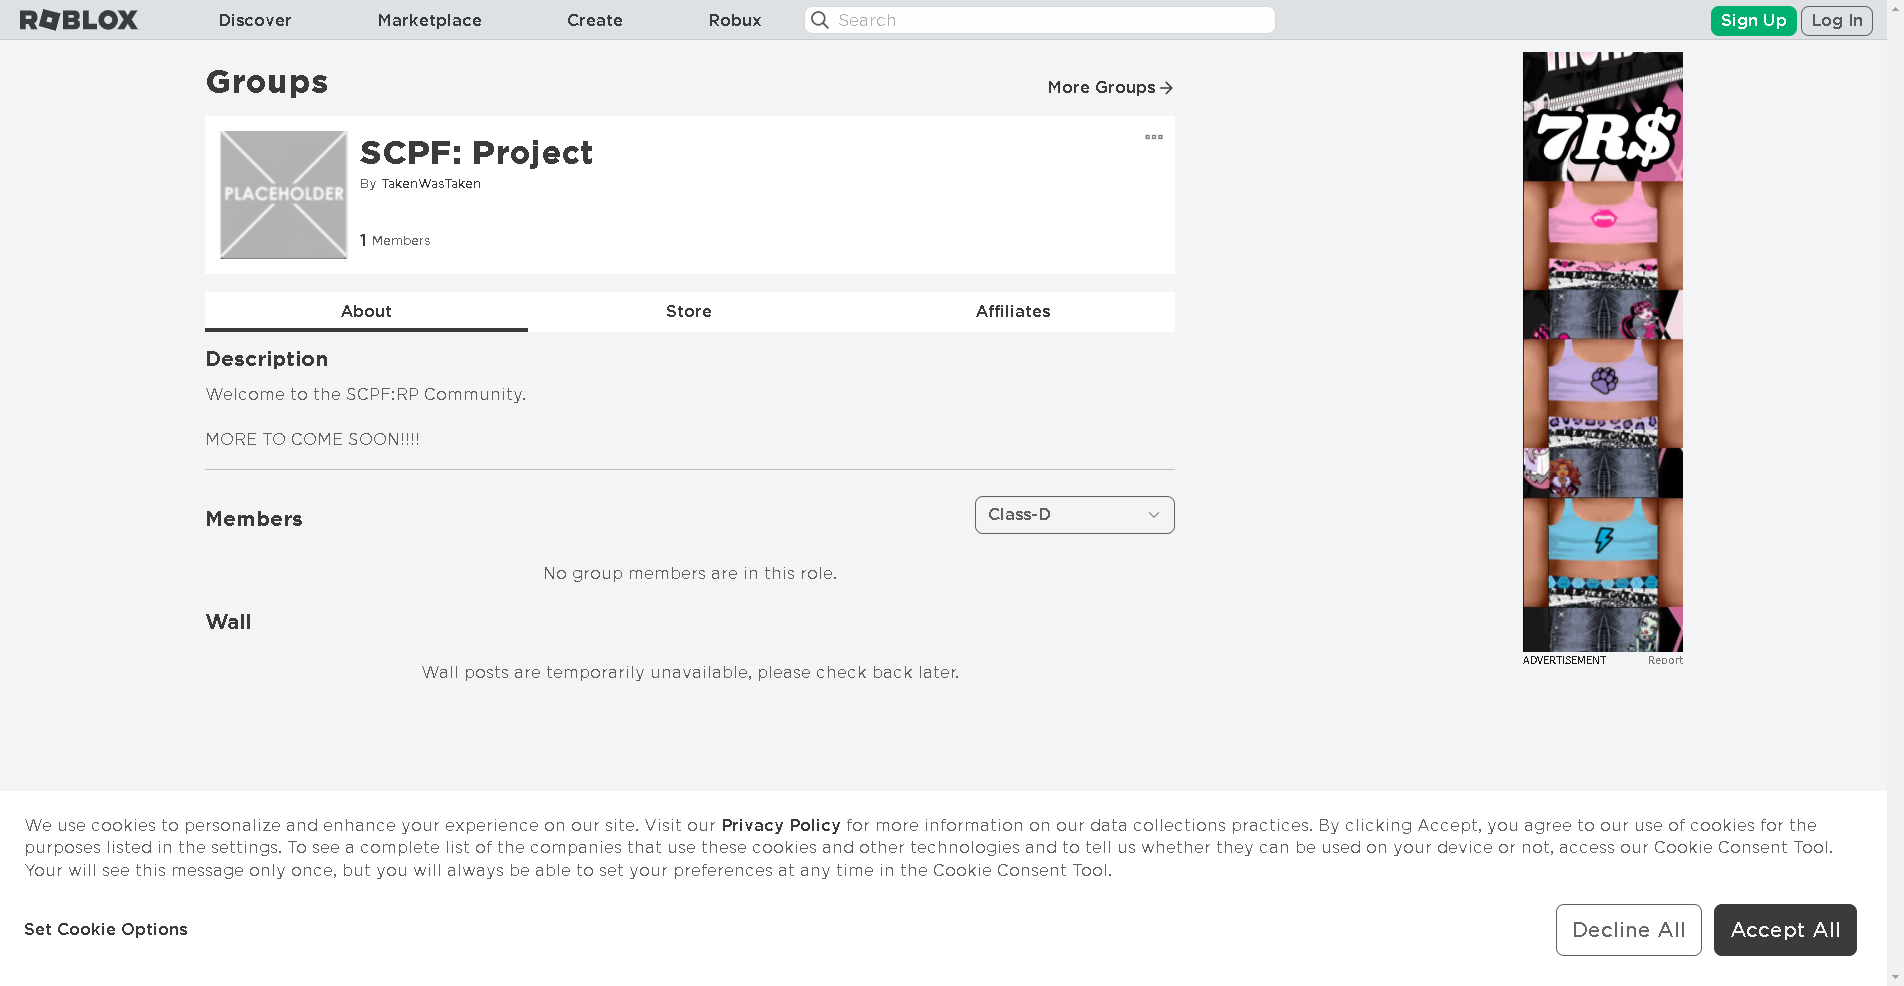 ROBLOX
Discover
Marketplace
Create
Robux
Search
Sign Up
Log In
Groups
More Groups
PLACEHOLDER
SCPF: Project
By TakenWasTaken
1 Members
About
Store
Affiliates
Description
Welcome to the SCPF:RP Community.
MORE TO COME SOON!!!!
Members
Class-D
No group members are in this role.
Wall
Wall posts are temporarily unavailable, please check back later.
7R$
ADVERTISEMENT
Report
We use cookies to personalize and enhance your experience on our site. Visit our Privacy Policy for more information on our data collections practices. By clicking Accept, you agree to our use of cookies for the
purposes listed in the settings. To see a complete list of the companies that use these cookies and other technologies and to tell us whether they can be used on your device or not, access our Cookie Consent Tool.
Your will see this message only once, but you will always be able to set your preferences at any time in the Cookie Consent Tool.
Set Cookie Options
Decline All
Accept All